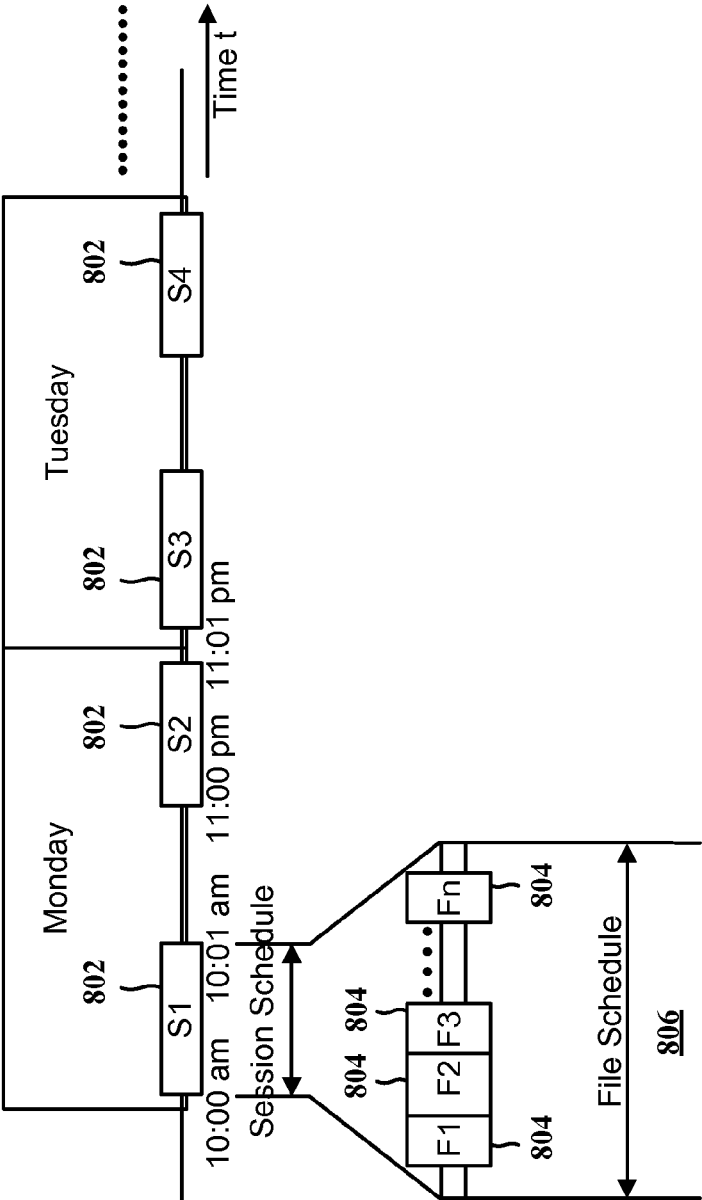 Monday
Tuesday
802
802
802
802
S1
S2
S3
S4
10:00 am
10:01 am
11:00 pm
11:01 pm
Time t
Session Schedule
804
804
F1
F2
F3
Fn
804
804
File Schedule
806